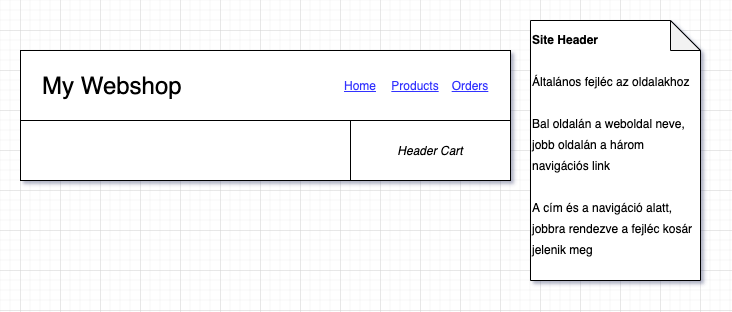 My Webshop
Home Products Orders
Header Cart
Site Header
Általános fejléc az oldalakhoz
Bal oldalán a weboldal neve,
jobb oldalán a három
navigációs link
A cím és a navigáció alatt,
jobbra rendezve a fejléc kosár
jelenik meg